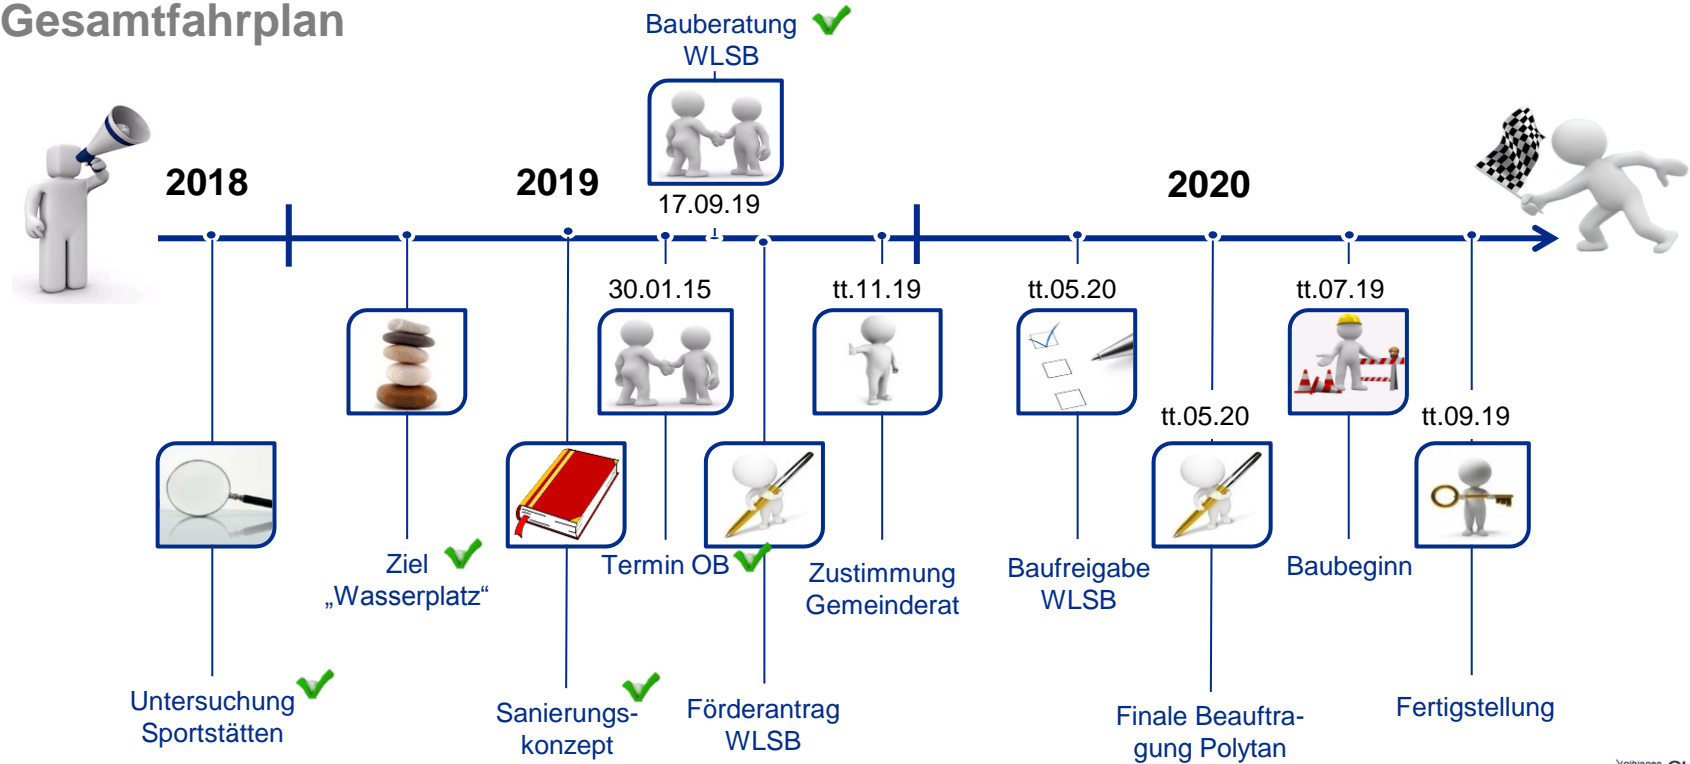 Gesamtfahrplan
Bauberatung
WLSB
2018
2019
2020
17.09.19
30.01.15
tt.11.19
tt.05.20
tt.07.19
tt.05.20
tt.09.19
Ziel
„Wasserplatz“
Termin OB
Zustimmung
Gemeinderat
Baufreigabe
WLSB
Baubeginn
Untersuchung
Sportstätten
Sanierungs-
konzept
Förderantrag
WLSB
Finale Beauftra-
gung Polytan
Fertigstellung